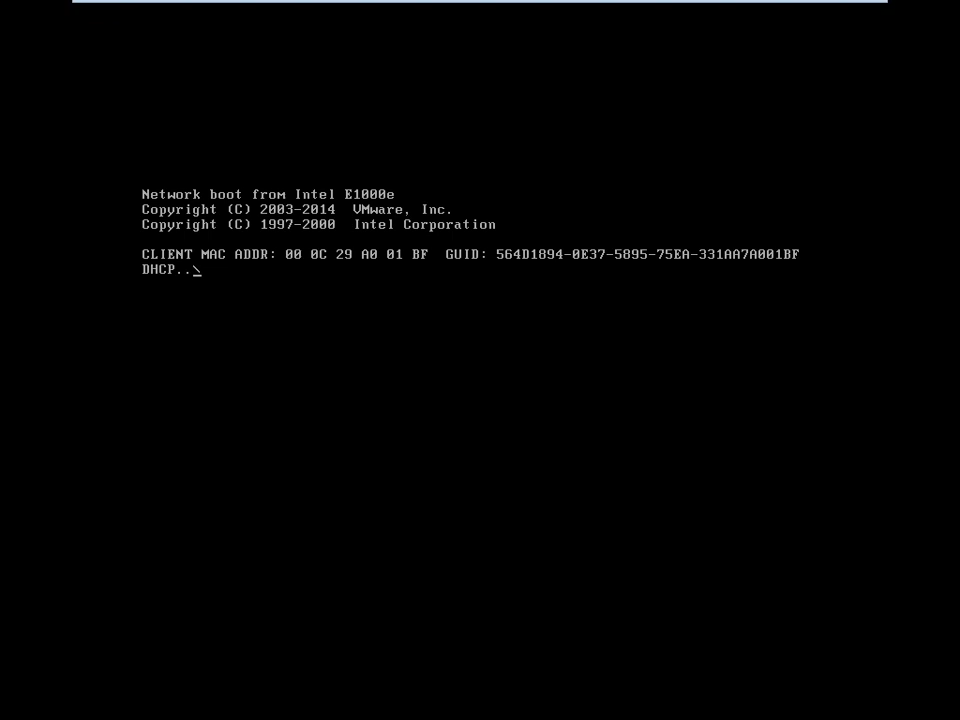 Network boot from Intel E1000e
Copyright (C) 2003-2014  VMware, Inc.
Copyright (C) 1997-2000  Intel Corporation
CLIENT MAC ADDR: 00 0C 29 A0 01 BF  GUID: 564D1894-0E37-5895-75EA-331AA7A001BF
DHCP..\